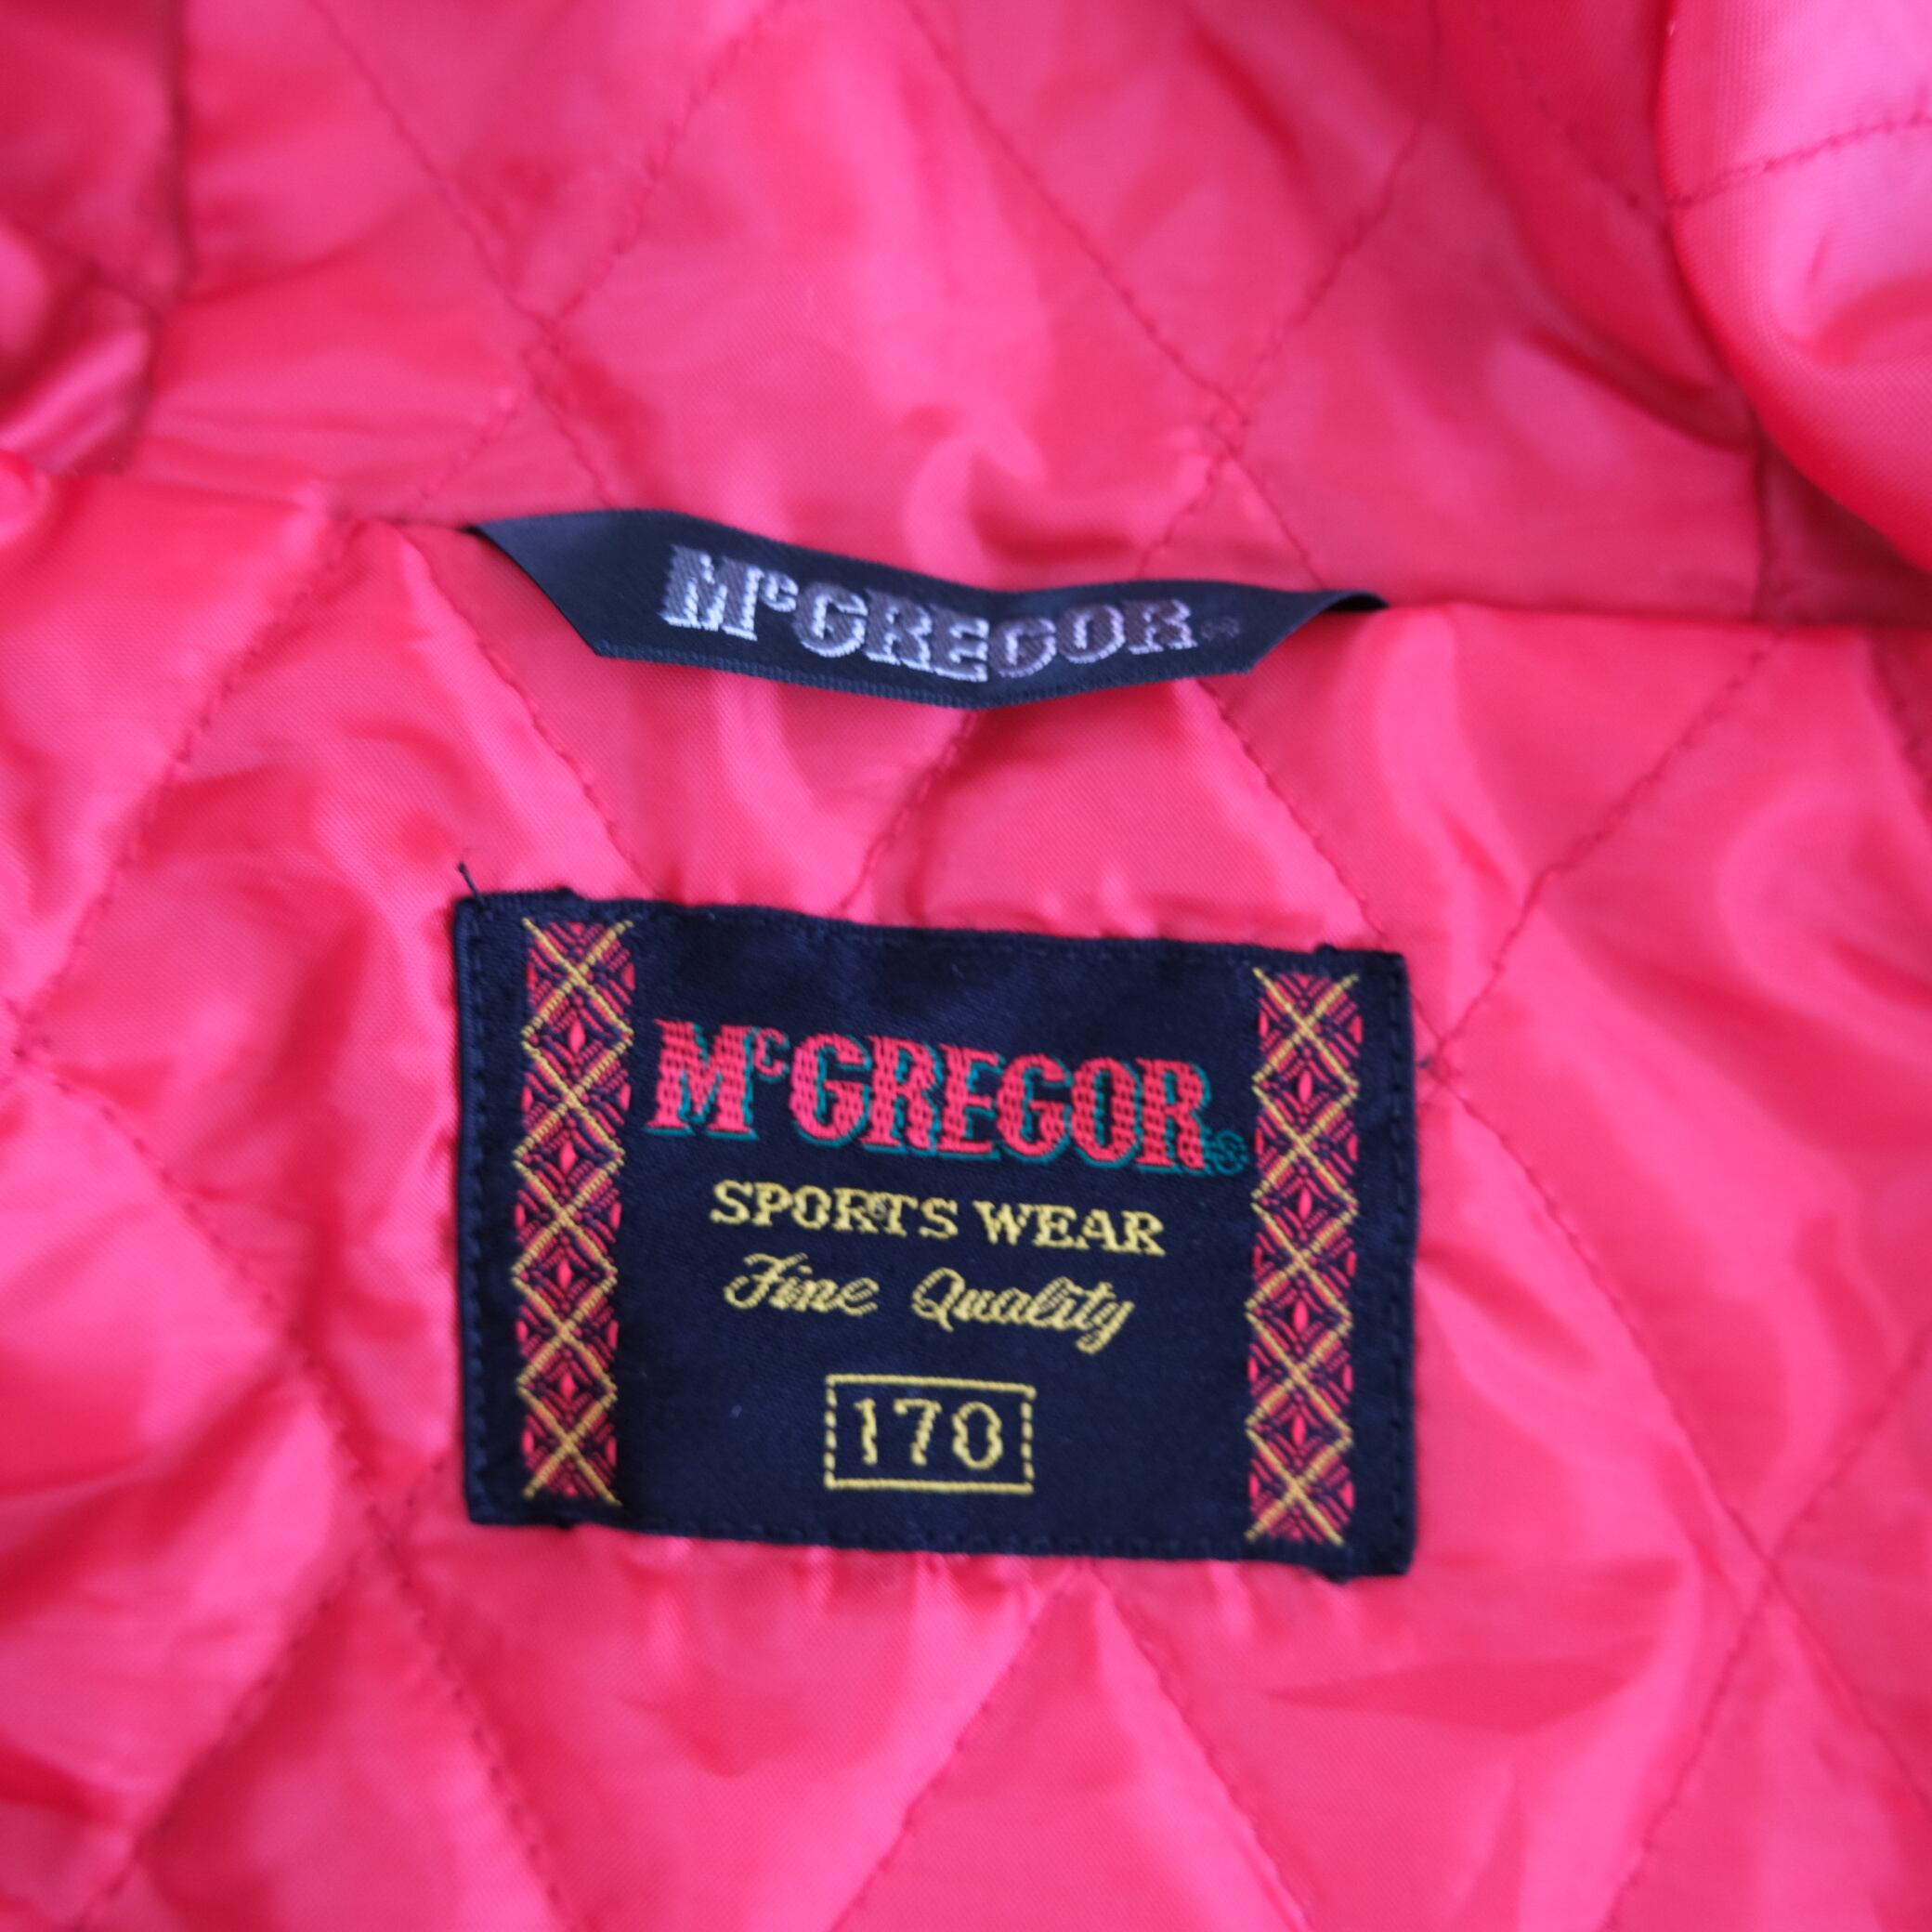 McGREGOR
McGREGOR
SPORTS WEAR
Fine Quality
170